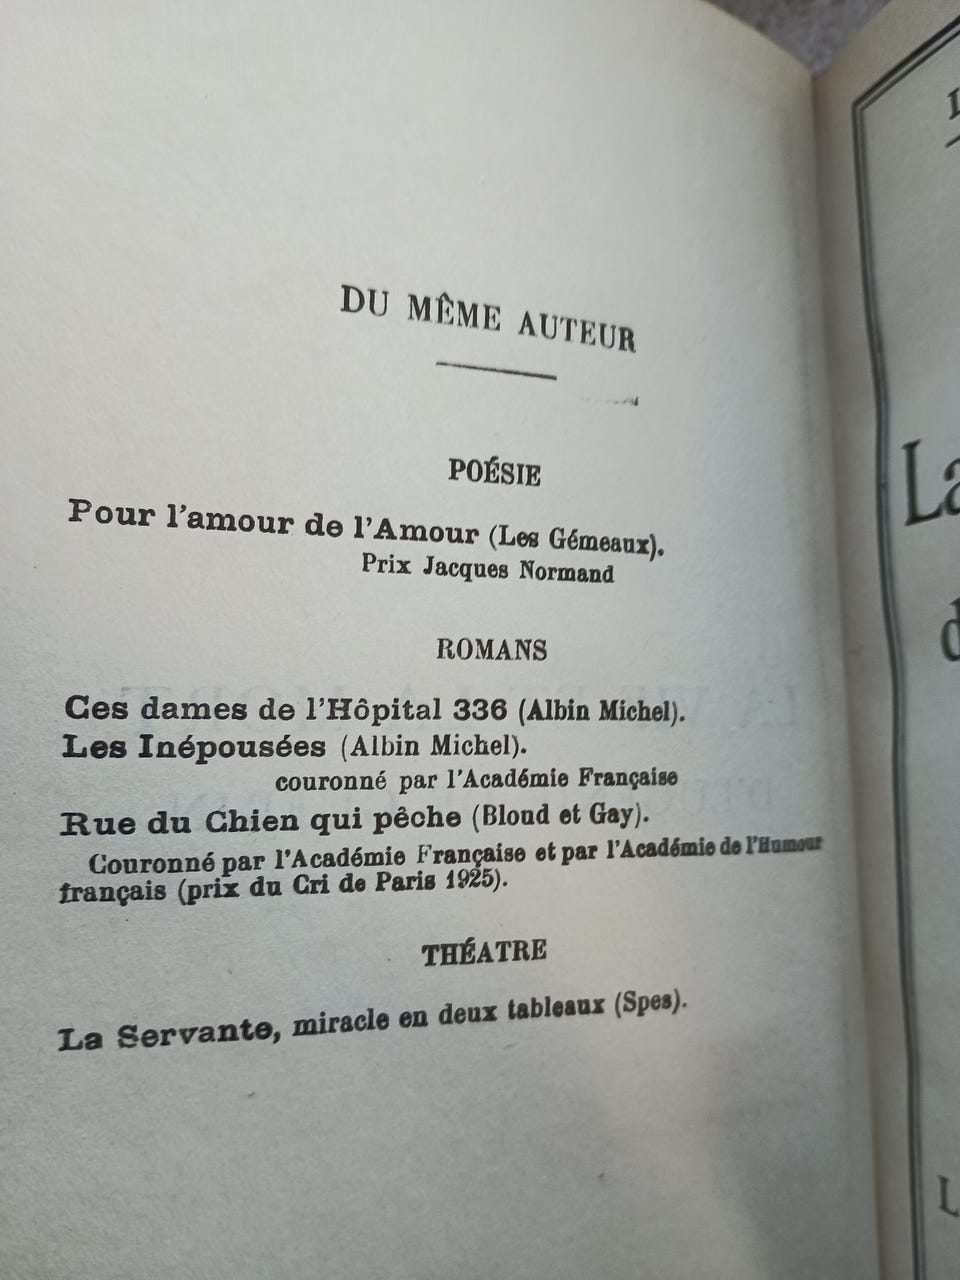 DU MÊME AUTEUR
POÉSIE
Pour l'amour de l'Amour (Les Gémeaux).
Prix Jacques Normand
ROMANS
Ces dames de l'Hôpital 336 (Albin Michel).
Les Inépousées (Albin Michel).
couronné par l'Académie Française
Rue du Chien qui pêche (Bloud et Gay).
Couronné par l'Académie Française et par l'Académie de l'Humour
français (prix du Cri de Paris 1925).
THÉATRE
La Servante, miracle en deux tableaux (Spes).
La
d
L